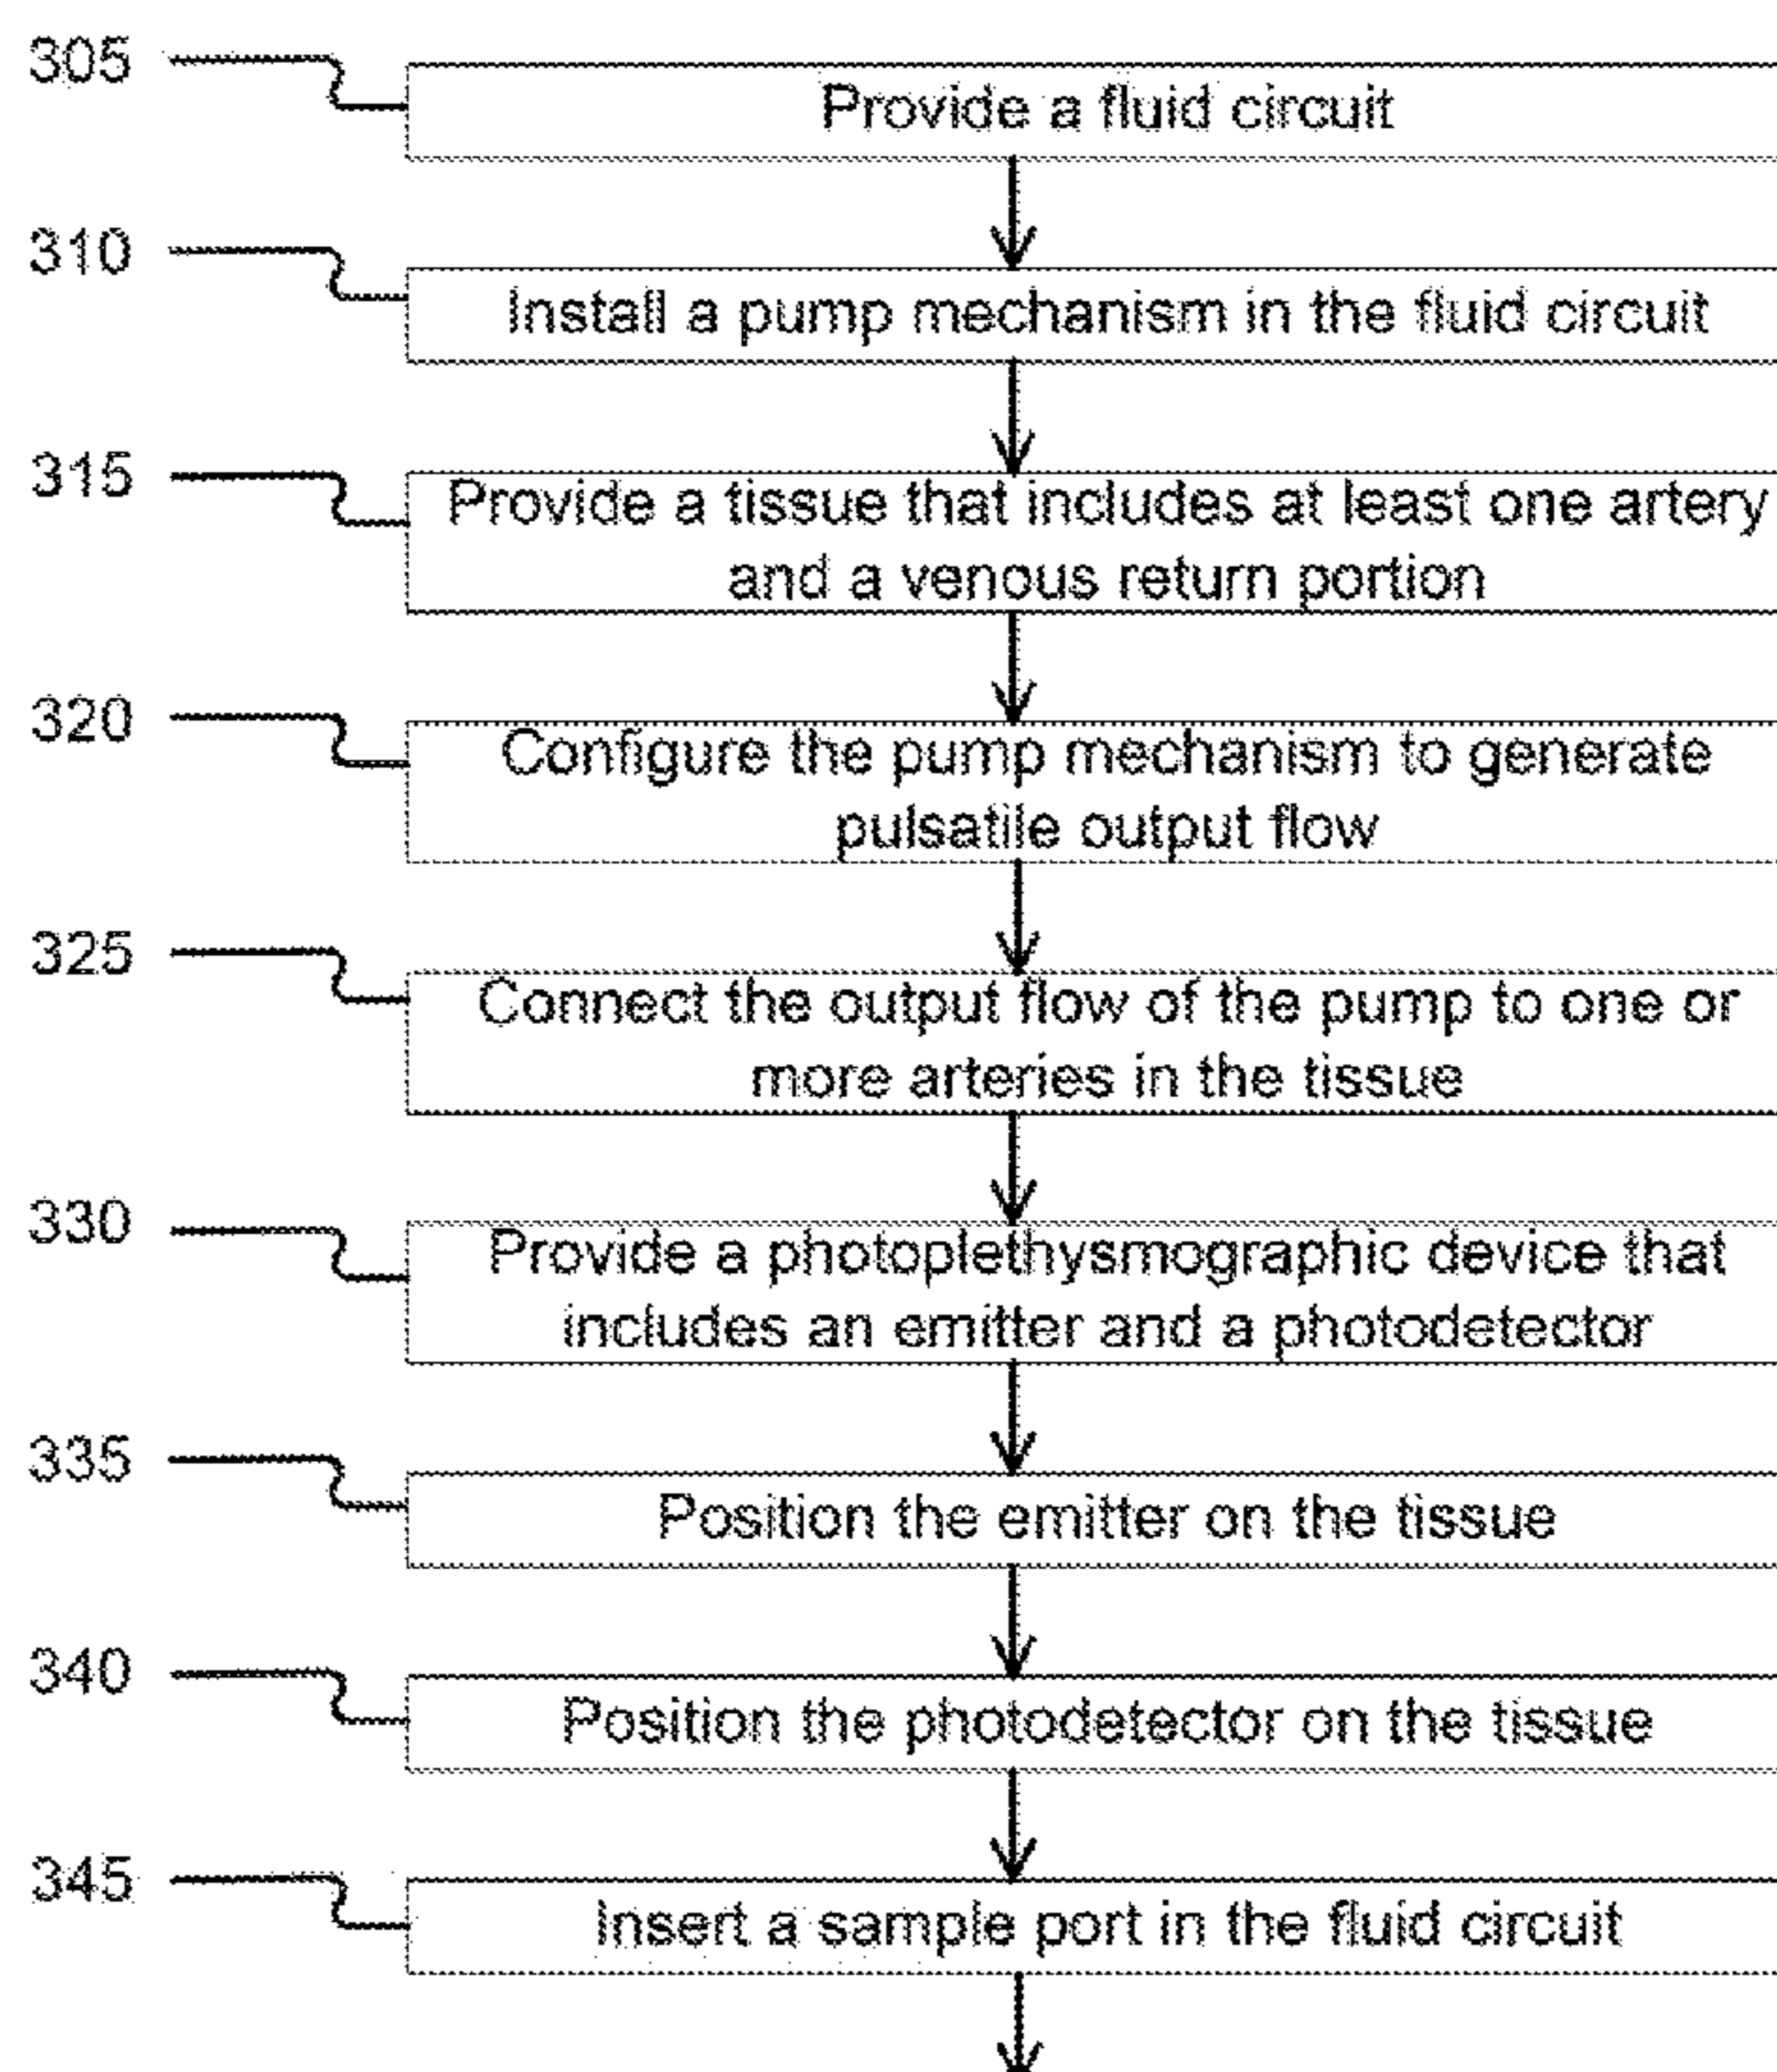 305
Provide a fluid circuit
310
Install a pump mechanism in the fluid circuit
315
Provide a tissue that includes at least one artery
and a venous return portion
320
Configure the pump mechanism to generate
pulsatile output flow
325
Connect the output flow of the pump to one or
more arteries in the tissue
330
Provide a photoplethysmographic device that
includes an emitter and a photodetector
335
Position the emitter on the tissue
340
Position the photodetector on the tissue
345
Insert a sample port in the fluid circuit